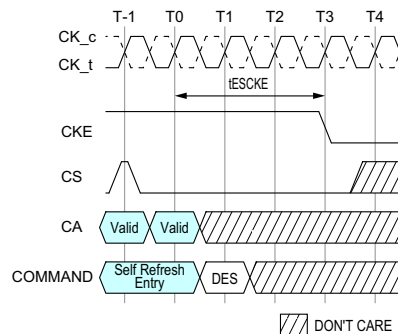 T-1 T0 T1 T2 T3 T4
CK_c
CK_t
tESCKE
CKE
CS
CA Valid Valid
COMMAND Self Refresh Entry DES
DON'T CARE